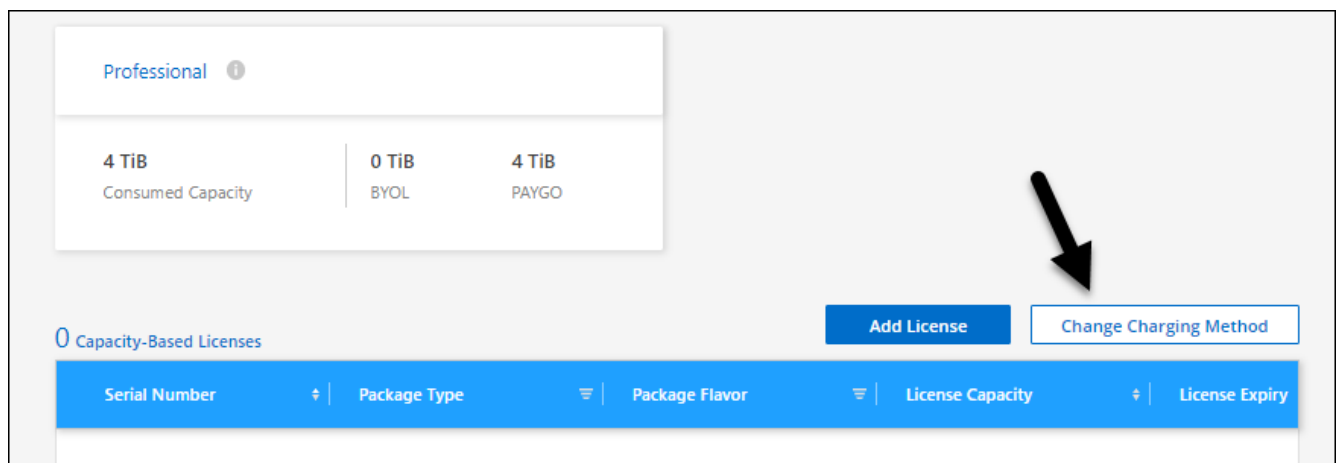 Professional
4 TiB 0 TiB 4 TiB
Consumed Capacity BYOL PAYGO
Add License Change Charging Method
0 Capacity-Based Licenses
Serial Number Package Type Package Flavor License Capacity License Expiry